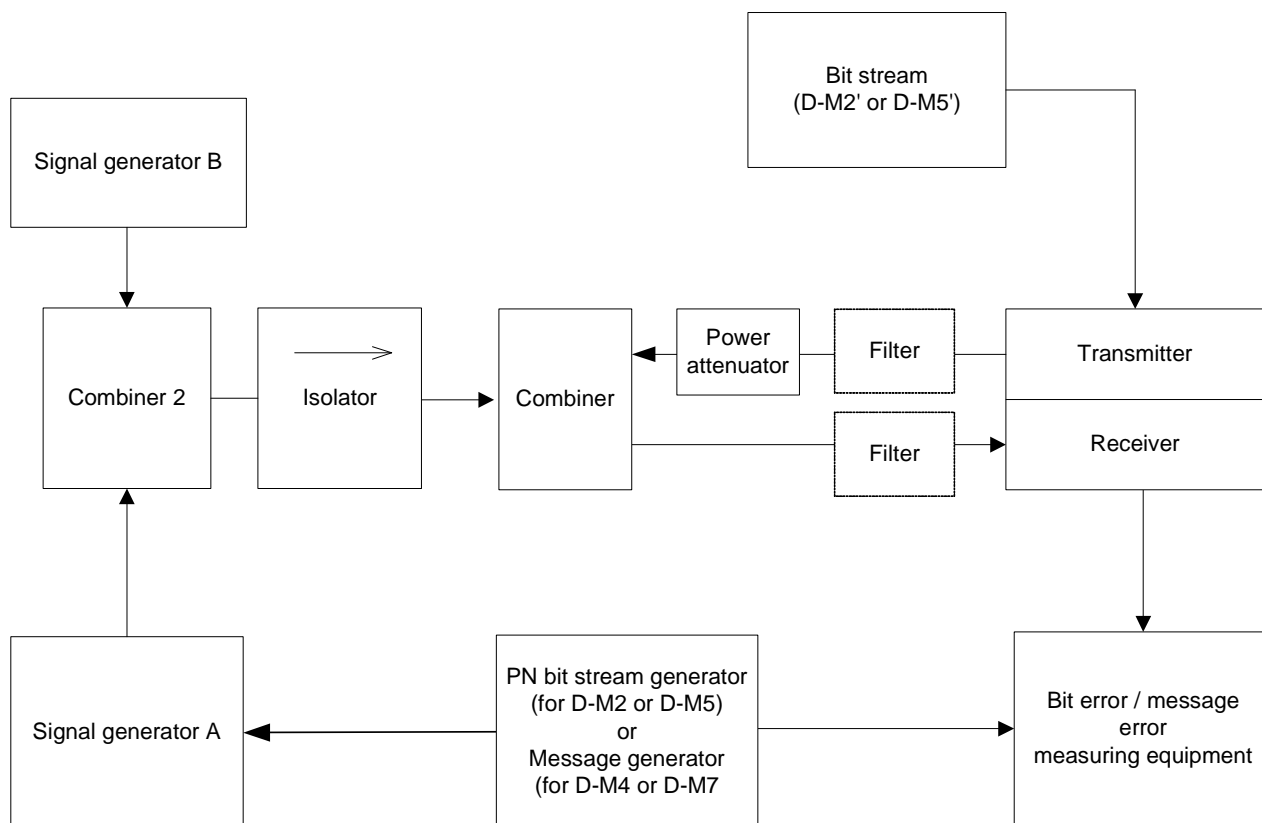 Bit stream
(D-M2' or D-M5')
Signal generator B
Combiner 2
Isolator
Combiner
Power
attenuator
Filter
Transmitter
Filter
Receiver
Signal generator A
PN bit stream generator
(for D-M2 or D-M5)
or
Message generator
(for D-M4 or D-M7
Bit error / message
error
measuring equipment